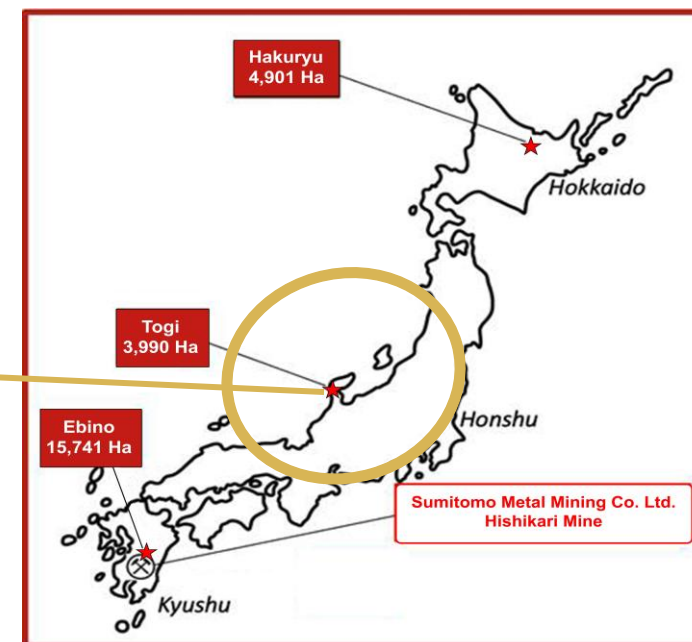 Hakuryu
4,901 Ha
Hokkaido
Togi
3,990 Ha
Honshu
Ebino
15,741 Ha
Sumitomo Metal Mining Co. Ltd.
Hishikari Mine
Kyushu